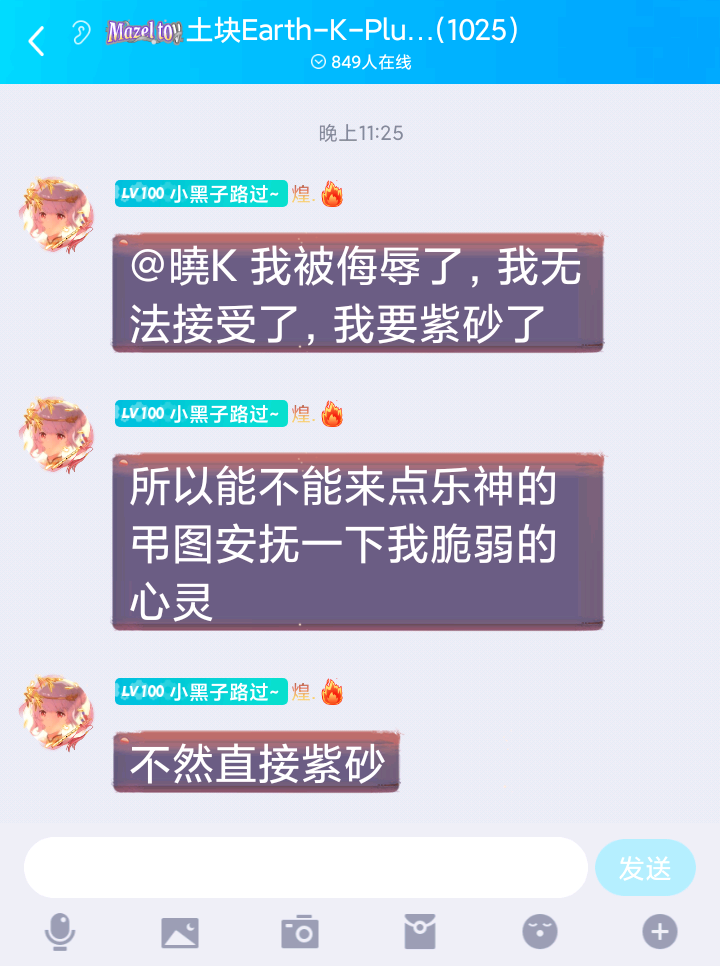 Mazel tov 土块Earth-K-Plu...(1025)
849人在线
晚上11:25
LV100 小黑子路过~ 煌.
@曉K 我被侮辱了，我无
法接受了，我要紫砂了
LV100 小黑子路过~ 煌.
所以能不能来点乐神的
弔图安抚一下我脆弱的
心灵
LV100 小黑子路过~ 煌.
不然直接紫砂
发送